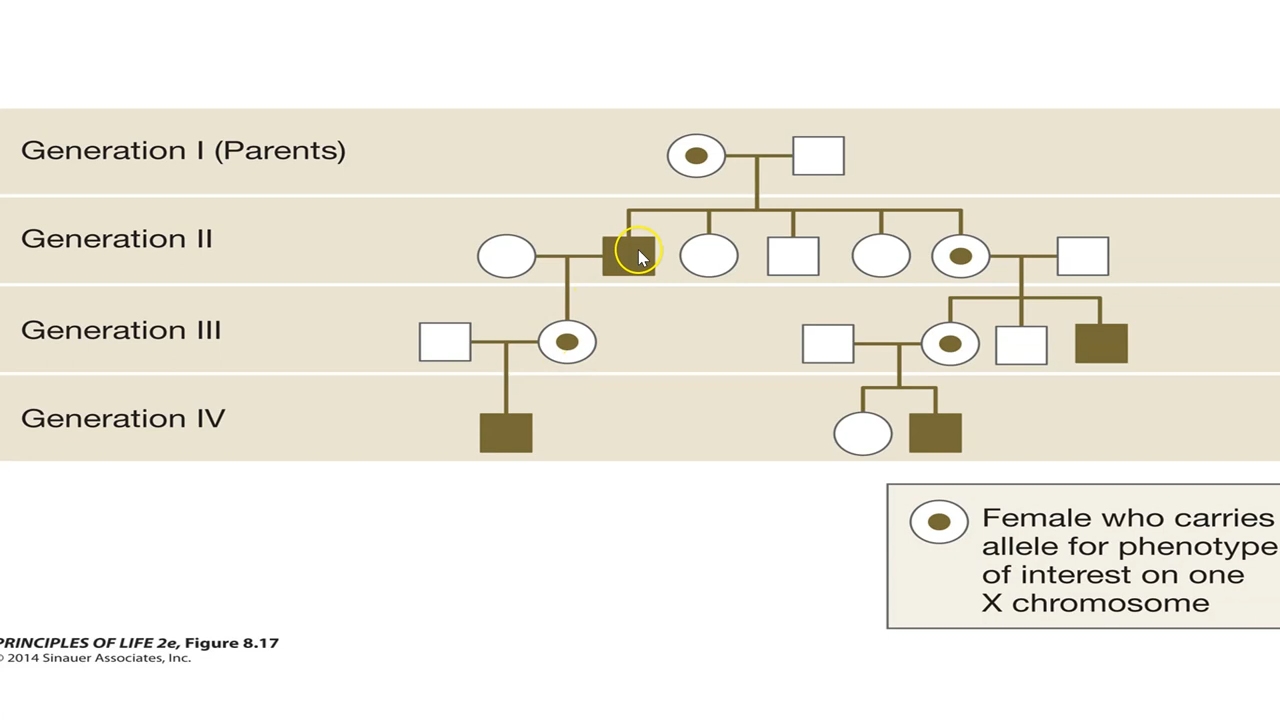 Generation I (Parents)
Generation II
Generation III
Generation IV
Female who carries
allele for phenotype
of interest on one
X chromosome
PRINCIPLES OF LIFE 2e, Figure 8.17
© 2014 Sinauer Associates, Inc.